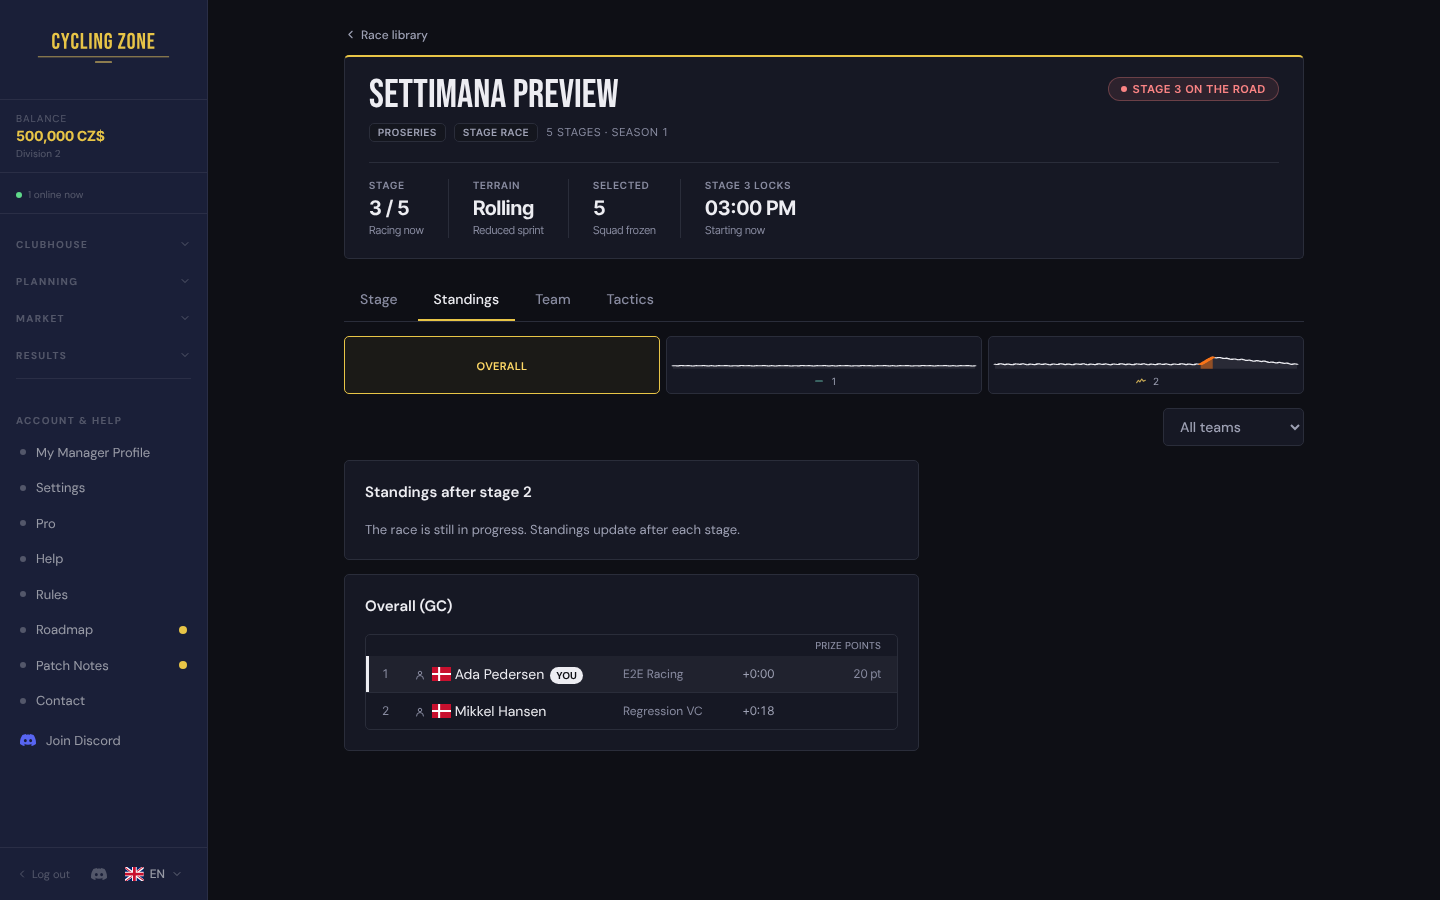 CYCLING ZONE
BALANCE
500,000 CZ$
Division 2
1 online now
CLUBHOUSE
PLANNING
MARKET
RESULTS
ACCOUNT & HELP
My Manager Profile
Settings
Pro
Help
Rules
Roadmap
Patch Notes
Contact
Join Discord
Log out
EN
Race library
SETTIMANA PREVIEW
STAGE 3 ON THE ROAD
PROSERIES STAGE RACE 5 STAGES · SEASON 1
STAGE TERRAIN SELECTED STAGE 3 LOCKS
3 / 5 Rolling 5 03:00 PM
Racing now Reduced sprint Squad frozen Starting now
Stage Standings Team Tactics
OVERALL
1 2
All teams
Standings after stage 2
The race is still in progress. Standings update after each stage.
Overall (GC)
PRIZE POINTS
1 Ada Pedersen YOU E2E Racing +0:00 20 pt
2 Mikkel Hansen Regression VC +0:18